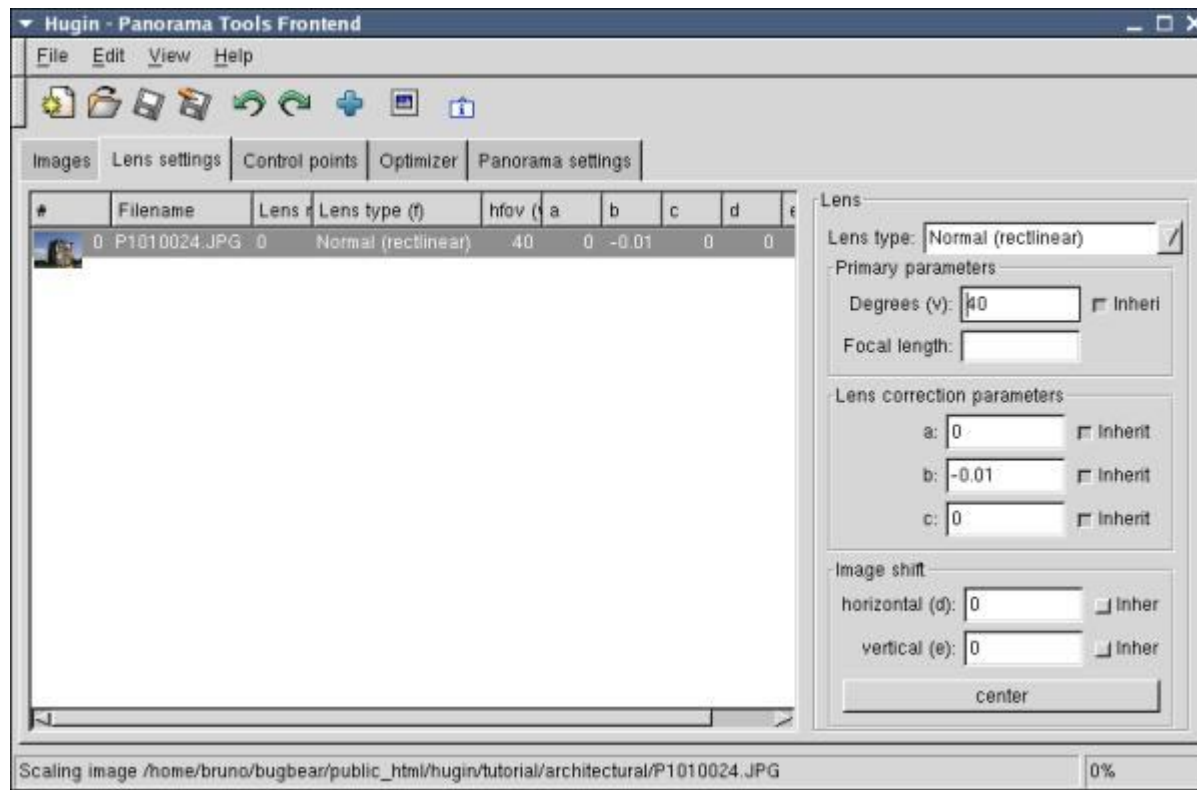 Hugin - Panorama Tools Frontend
File Edit View Help
Images Lens settings Control points Optimizer Panorama settings
# Filename Lens r Lens type (f) hfov (v a b c d e
0 P1010024.JPG 0 Normal (rectlinear) 40 0 -0.01 0 0
Lens
Lens type: Normal (rectlinear)
Primary parameters
Degrees (v): 40 Inheri
Focal length:
Lens correction parameters
a: 0 Inherit
b: -0.01 Inherit
c: 0 Inherit
Image shift
horizontal (d): 0 Inher
vertical (e): 0 Inher
center
Scaling image /home/bruno/bugbear/public_html/hugin/tutorial/architectural/P1010024.JPG 0%